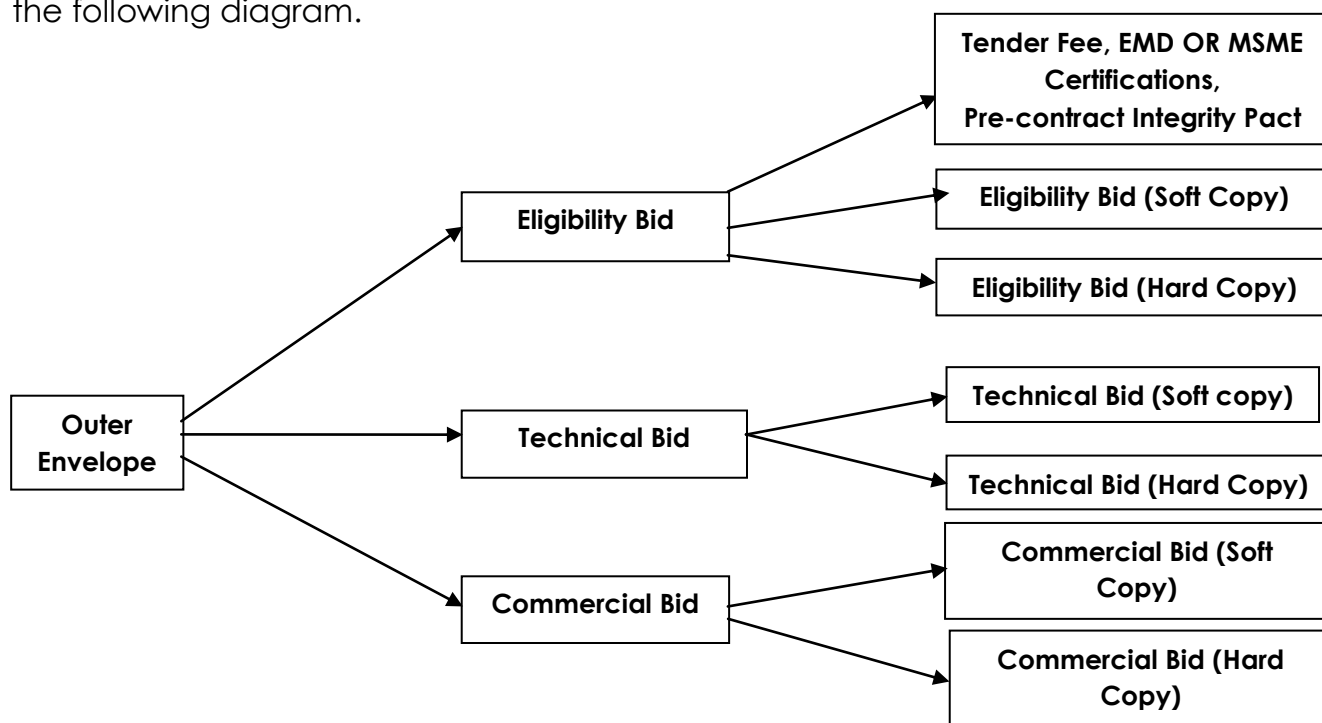 the following diagram.
Tender Fee, EMD OR MSME
Certifications,
Pre-contract Integrity Pact
Eligibility Bid
Eligibility Bid (Soft Copy)
Eligibility Bid (Hard Copy)
Outer
Envelope
Technical Bid
Technical Bid (Soft copy)
Technical Bid (Hard Copy)
Commercial Bid
Commercial Bid (Soft
Copy)
Commercial Bid (Hard
Copy)